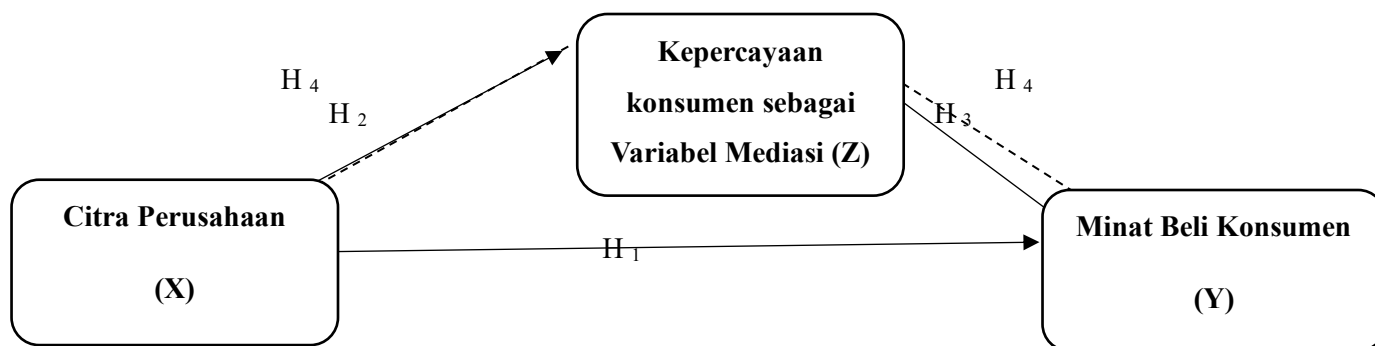 Kepercayaan
konsumen sebagai
Variabel Mediasi (Z)
H 4
H 2
H 4
H 3
Citra Perusahaan
(X)
H 1
Minat Beli Konsumen
(Y)